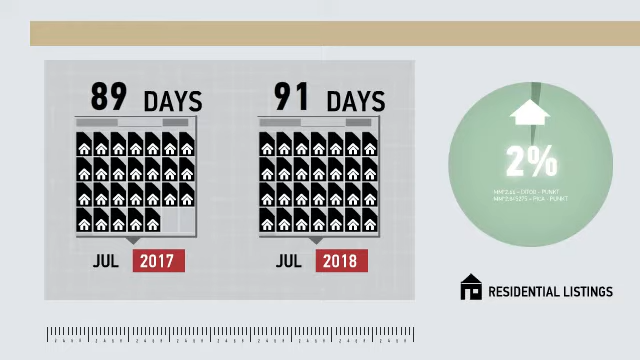 89 DAYS
JUL 2017
91 DAYS
JUL 2018
2%
RESIDENTIAL LISTINGS